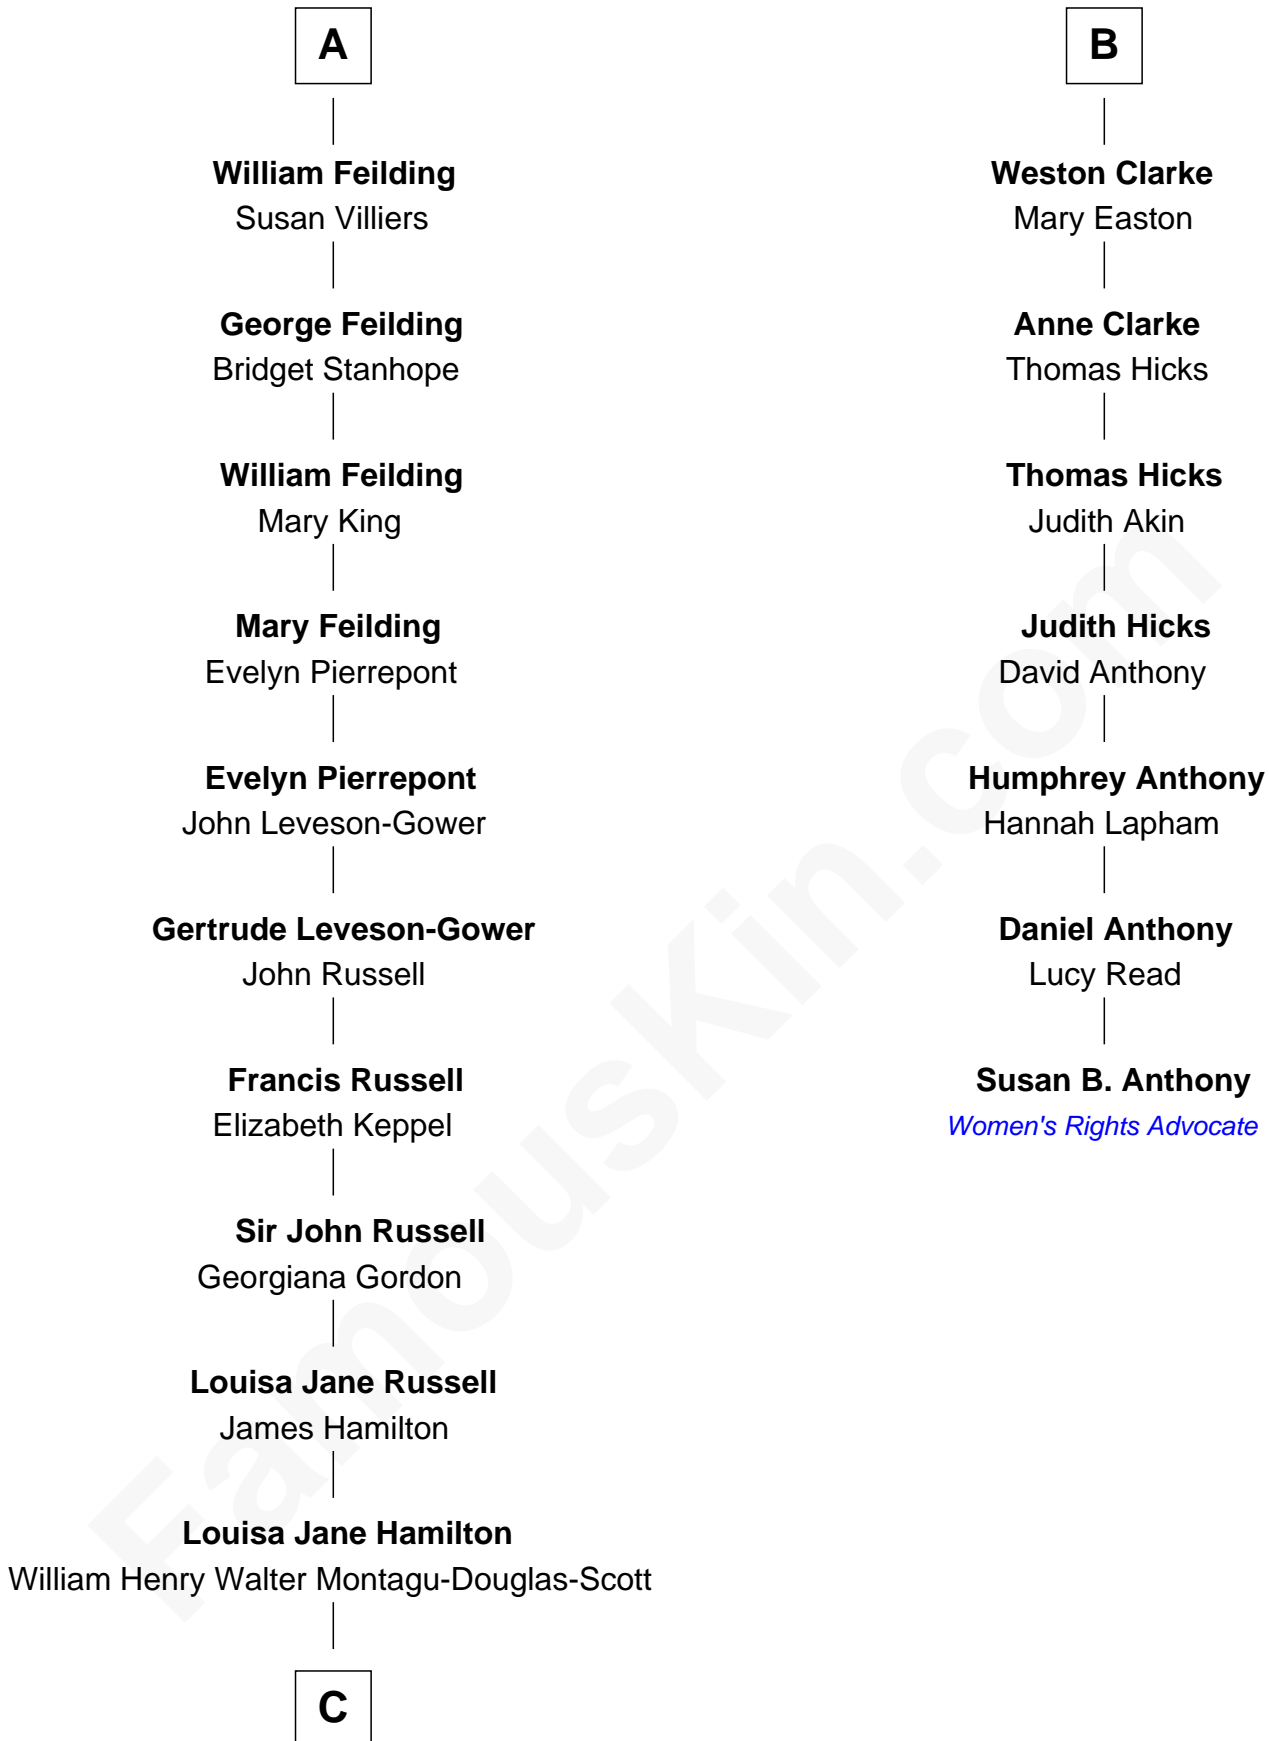 A
William Feilding
Susan Villiers
George Feilding
Bridget Stanhope
William Feilding
Mary King
Mary Feilding
Evelyn Pierrepont
Evelyn Pierrepont
John Leveson-Gower
Gertrude Leveson-Gower
John Russell
Francis Russell
Elizabeth Keppel
Sir John Russell
Georgiana Gordon
Louisa Jane Russell
James Hamilton
Louisa Jane Hamilton
William Henry Walter Montagu-Douglas-Scott
C
B
Weston Clarke
Mary Easton
Anne Clarke
Thomas Hicks
Thomas Hicks
Judith Akin
Judith Hicks
David Anthony
Humphrey Anthony
Hannah Lapham
Daniel Anthony
Lucy Read
Susan B. Anthony
Women's Rights Advocate
FamousKin.com